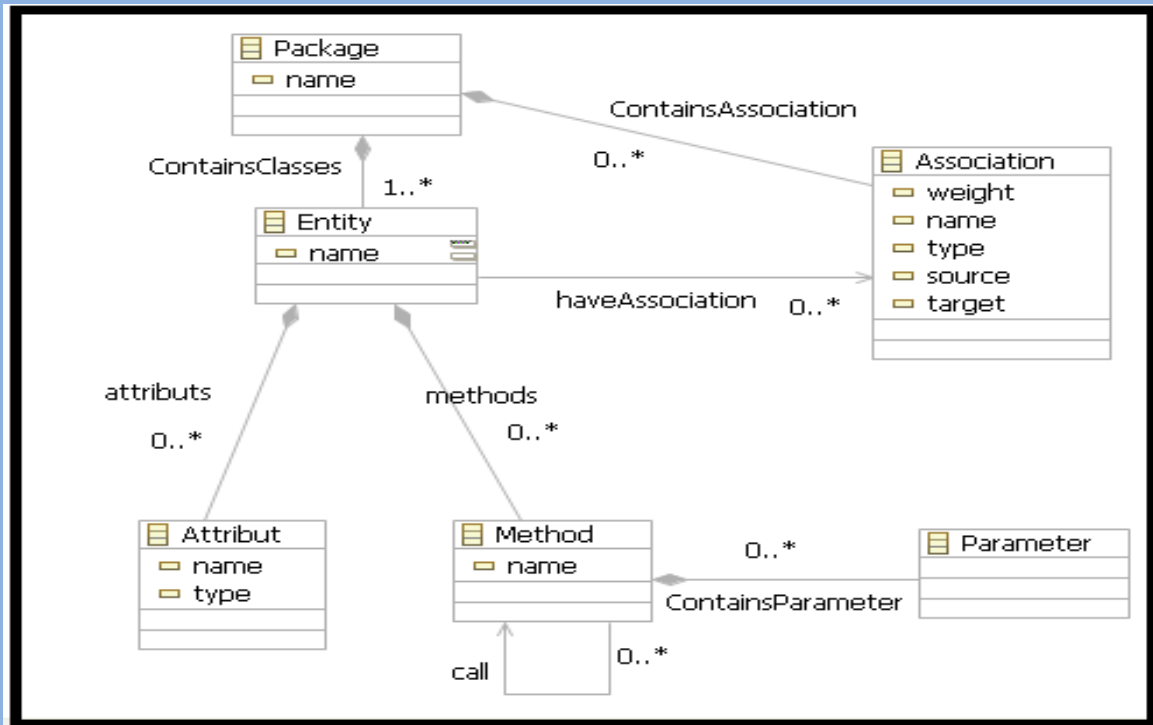 Package
name
ContainsAssociation
ContainsClasses
0..*
1..*
Association
weight
name
type
source
target
Entity
name
haveAssociation
0..*
attributs
methods
0..*
0..*
Attribut
name
type
Method
name
0..*
Parameter
ContainsParameter
call
0..*